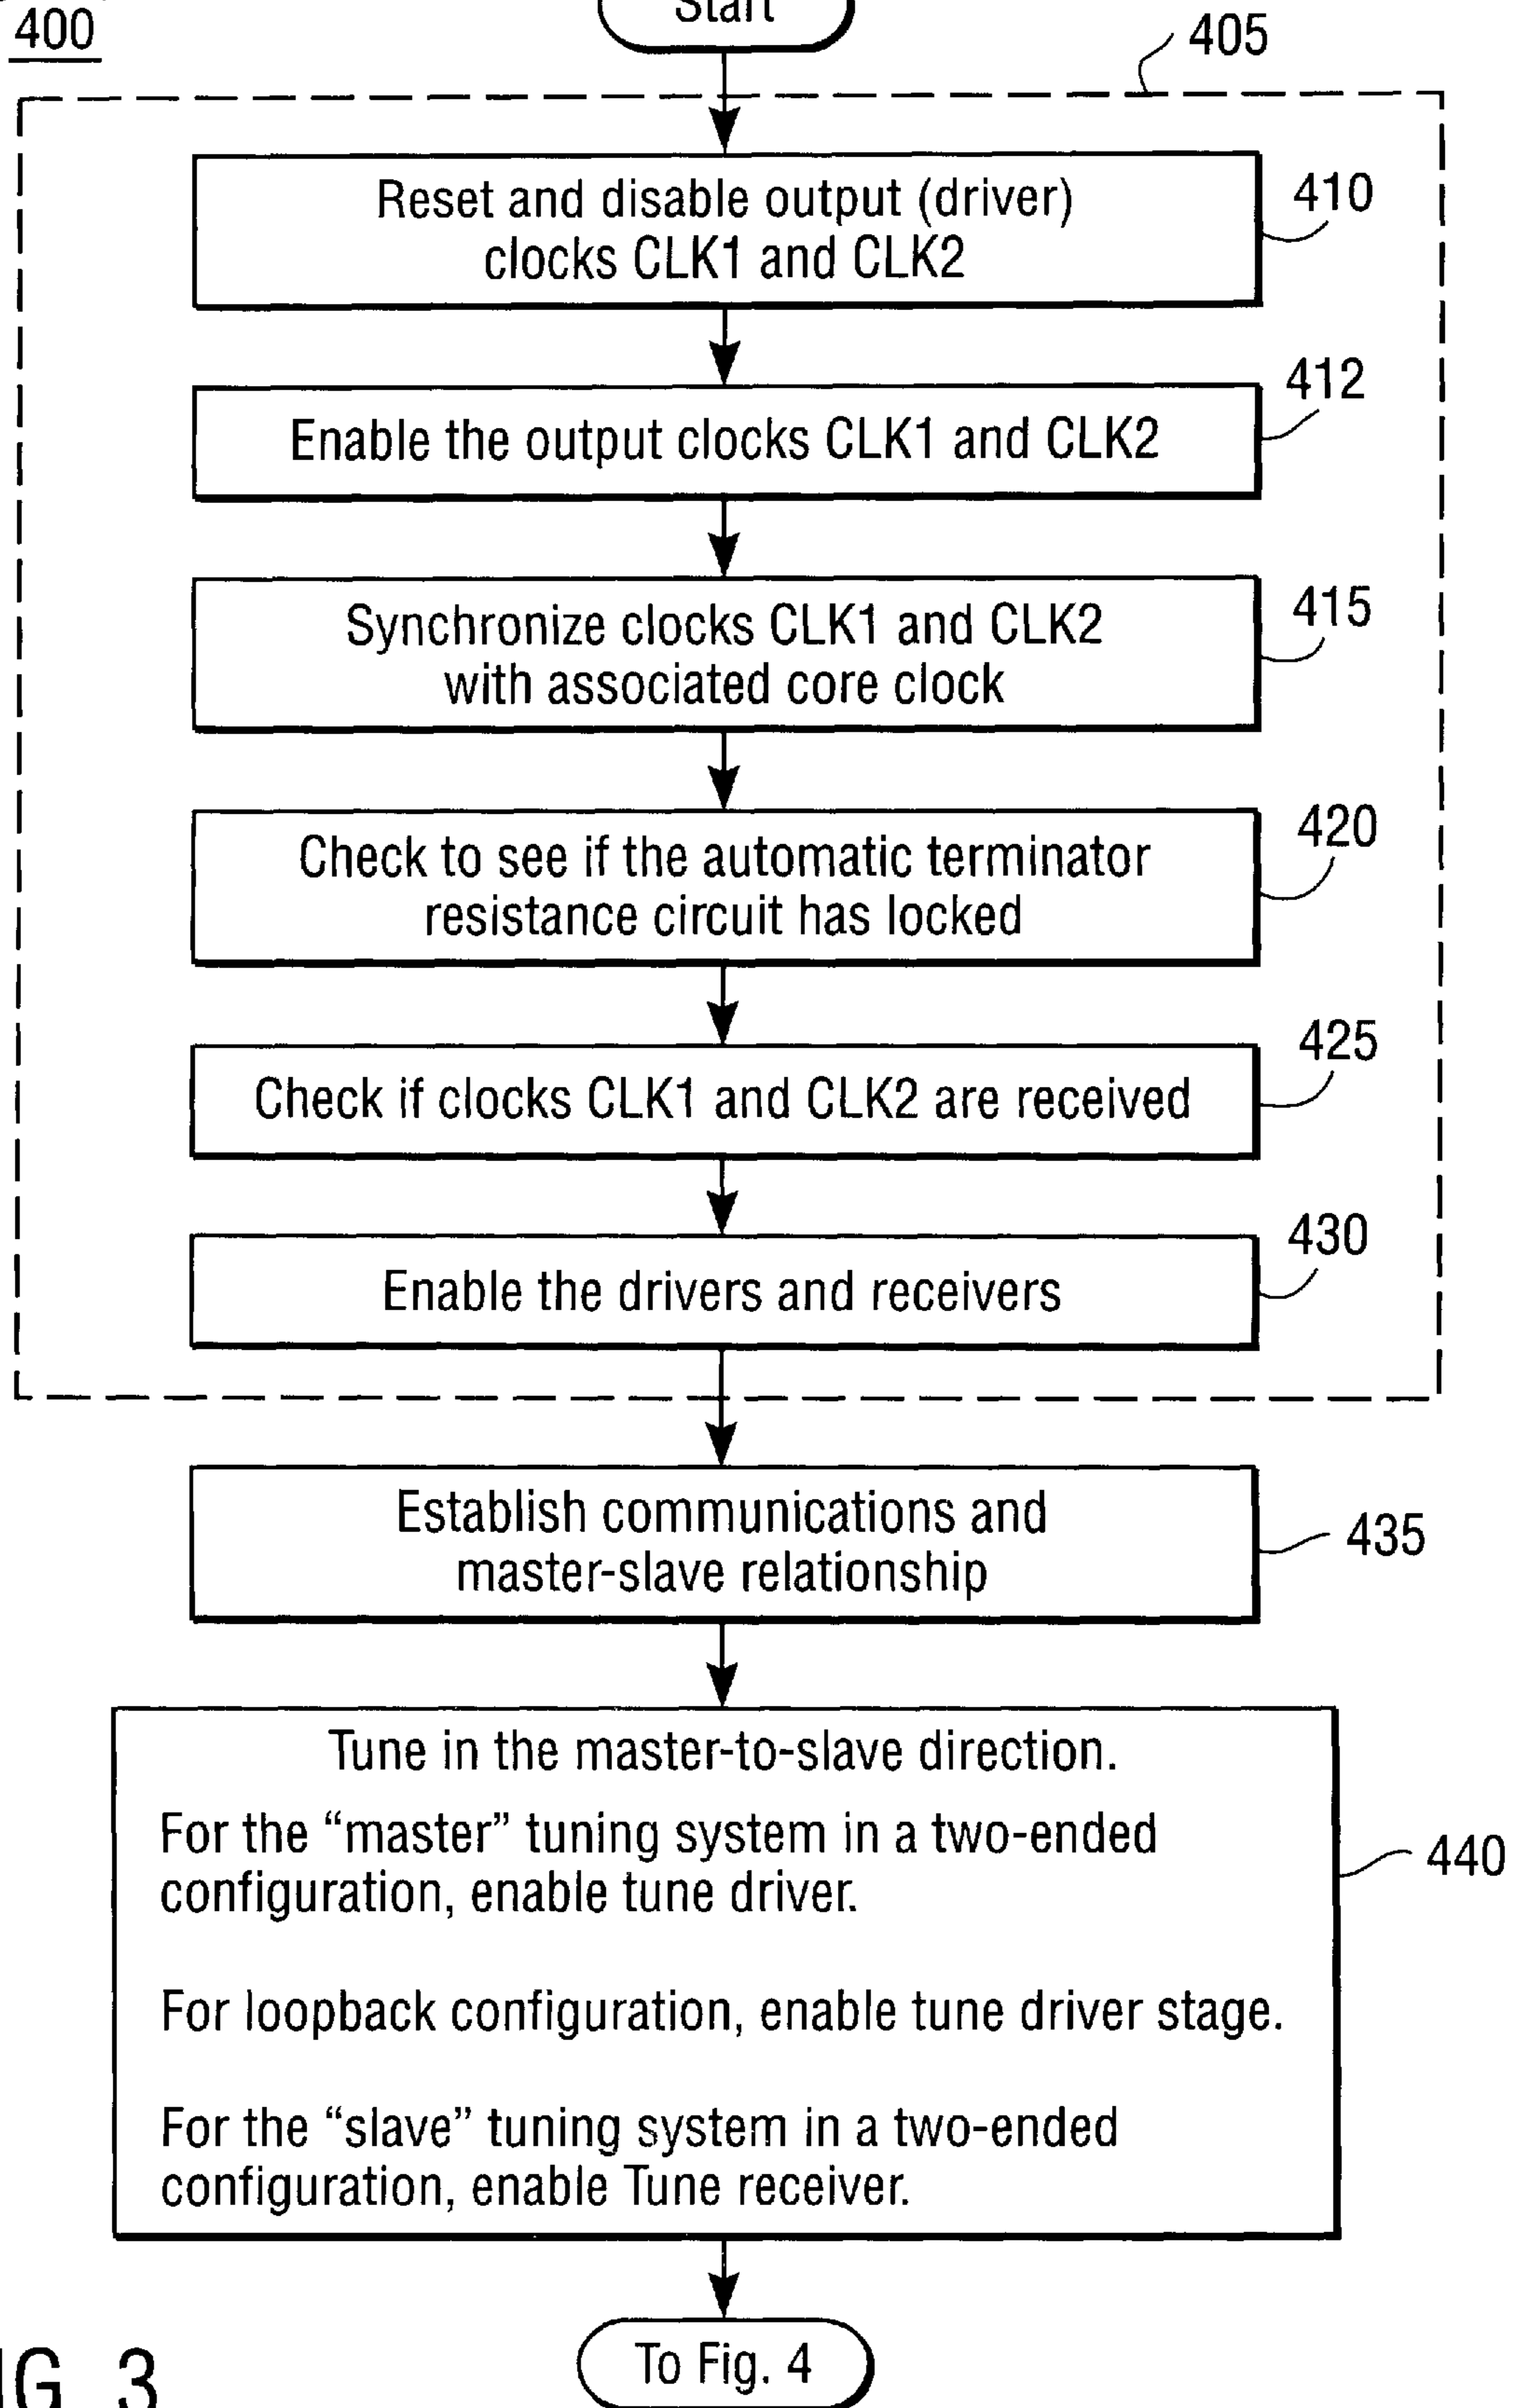 400
Start
405
Reset and disable output (driver)
clocks CLK1 and CLK2
410
Enable the output clocks CLK1 and CLK2
412
Synchronize clocks CLK1 and CLK2
with associated core clock
415
Check to see if the automatic terminator
resistance circuit has locked
420
Check if clocks CLK1 and CLK2 are received
425
Enable the drivers and receivers
430
Establish communications and
master-slave relationship
435
Tune in the master-to-slave direction.
For the “master” tuning system in a two-ended
configuration, enable tune driver.
For loopback configuration, enable tune driver stage.
For the “slave” tuning system in a two-ended
configuration, enable Tune receiver.
440
To Fig. 4
IG. 3